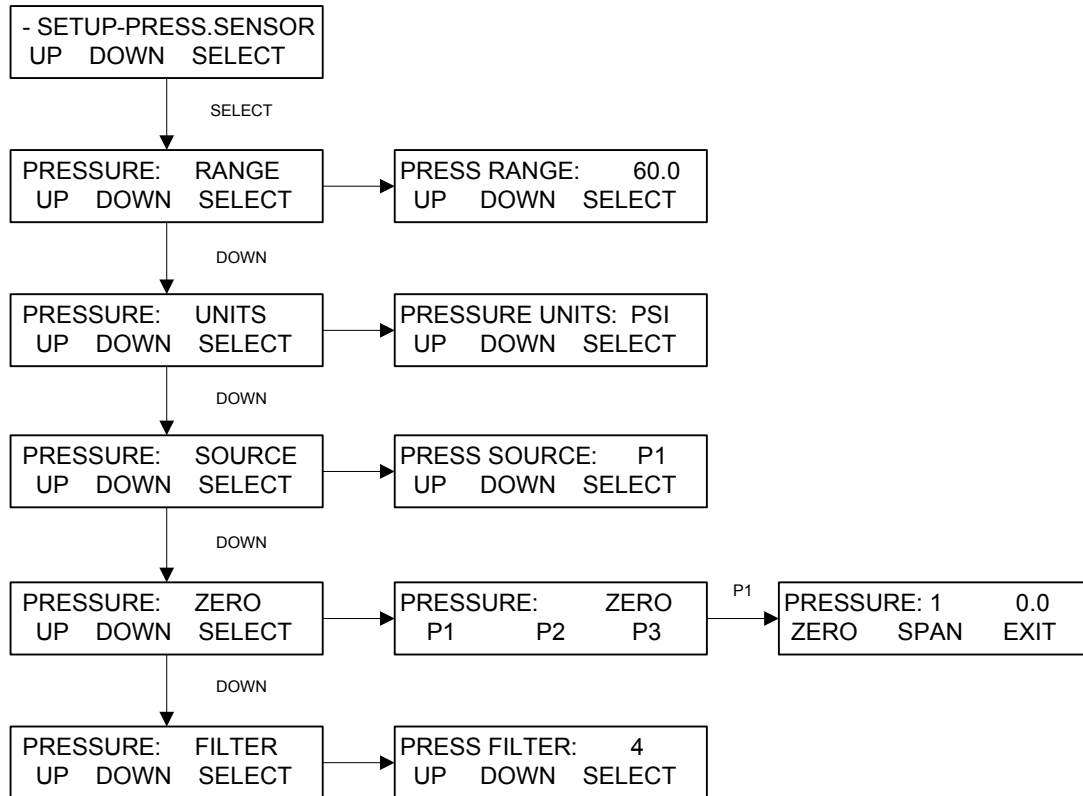 - SETUP-PRESS.SENSOR
UP DOWN SELECT
SELECT
PRESSURE: RANGE
UP DOWN SELECT
PRESS RANGE: 60.0
UP DOWN SELECT
DOWN
PRESSURE: UNITS
UP DOWN SELECT
PRESSURE UNITS: PSI
UP DOWN SELECT
DOWN
PRESSURE: SOURCE
UP DOWN SELECT
PRESS SOURCE: P1
UP DOWN SELECT
DOWN
PRESSURE: ZERO
UP DOWN SELECT
PRESSURE: ZERO
P1 P2 P3
P1
PRESSURE: 1 0.0
ZERO SPAN EXIT
DOWN
PRESSURE: FILTER
UP DOWN SELECT
PRESS FILTER: 4
UP DOWN SELECT